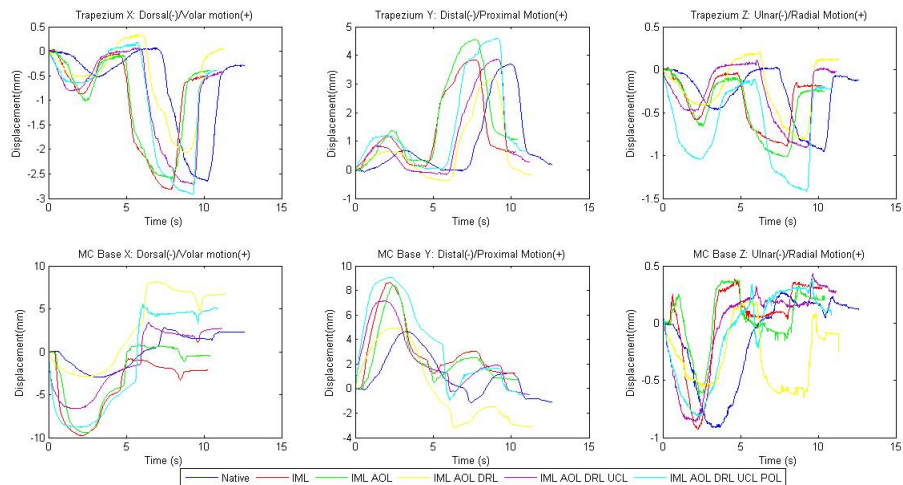 Trapezium X: Dorsal(-)/Volar motion(+)
Trapezium Y: Distal(-)/Proximal Motion(+)
Trapezium Z: Ulnar(-)/Radial Motion(+)
Displacement(mm)
0.5
0
-0.5
-1
-1.5
-2
-2.5
-3
0 5 10 15
Time (s)
Displacement(mm)
5
4
3
2
1
0
-1
0 5 10 15
Time (s)
Displacement(mm)
0.5
0
-0.5
-1
-1.5
0 5 10 15
Time (s)
MC Base X: Dorsal(-)/Volar motion(+)
MC Base Y: Distal(-)/Proximal Motion(+)
MC Base Z: Ulnar(-)/Radial Motion(+)
Displacement(mm)
10
5
0
-5
-10
0 5 10 15
Time (s)
Displacement(mm)
10
8
6
4
2
0
-2
-4
0 5 10 15
Time (s)
Displacement(mm)
0.5
0
-0.5
-1
0 5 10 15
Time (s)
Native IML IML AOL IML AOL DRL IML AOL DRL UCL IML AOL DRL UCL POL